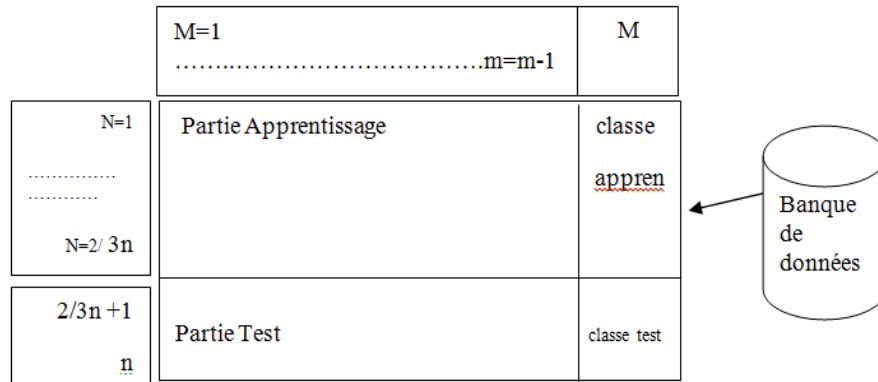 M=1
……..………………………….m=m-1
M
N=1
……………
…………
N=2/ 3n
Partie Apprentissage
classe
appren
Banque
de
données
2/3n +1
n
Partie Test
classe test